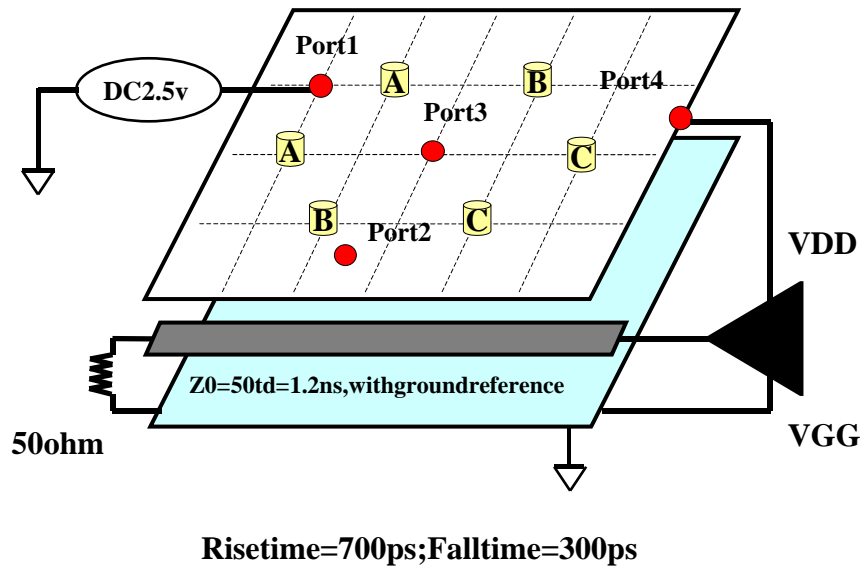 Port1
A
B
Port4
DC2.5v
Port3
A
C
B
C
Port2
VDD
Z0=50td=1.2ns,withgroundreference
50ohm
VGG
Risetime=700ps;Falltime=300ps